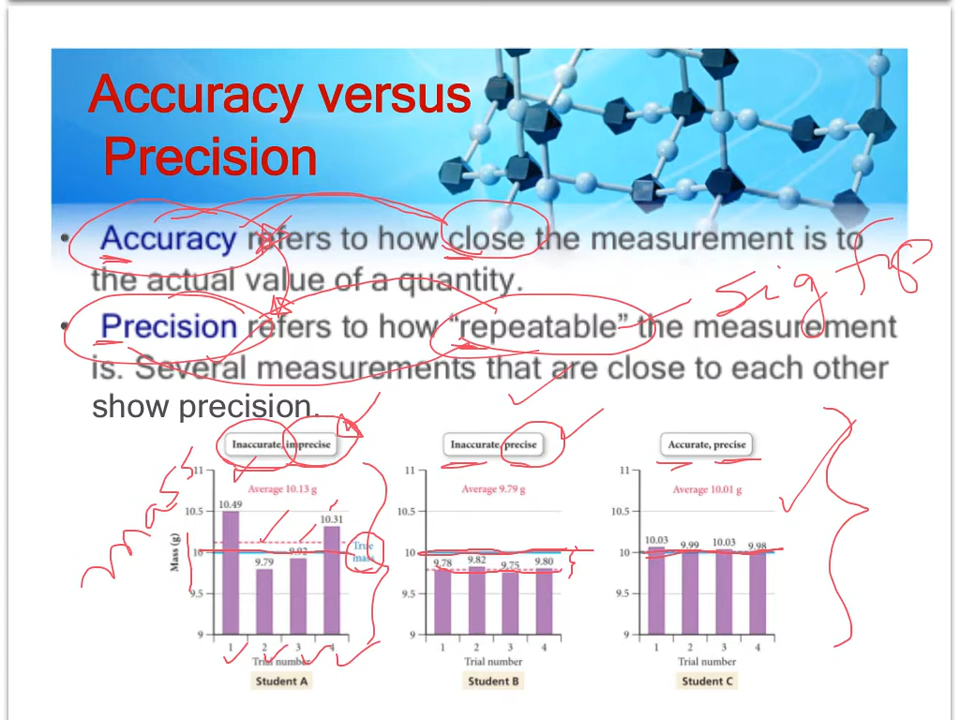 Accuracy versus
Precision
• Accuracy refers to how close the measurement is to
the actual value of a quantity.
sig figs
• Precision refers to how “repeatable” the measurement
is. Several measurements that are close to each other
show precision.
Inaccurate, imprecise
Inaccurate, precise
Accurate, precise
mass
Mass (g)
11
10.5
10
9.5
9
Average 10.13 g
10.49
9.79
9.92
10.31
True
mass
1 2 3 4
Trial number
Student A
11
10.5
10
9.5
9
Average 9.79 g
9.78
9.82
9.75
9.80
1 2 3 4
Trial number
Student B
11
10.5
10
9.5
9
Average 10.01 g
10.03
9.99
10.03
9.98
1 2 3 4
Trial number
Student C